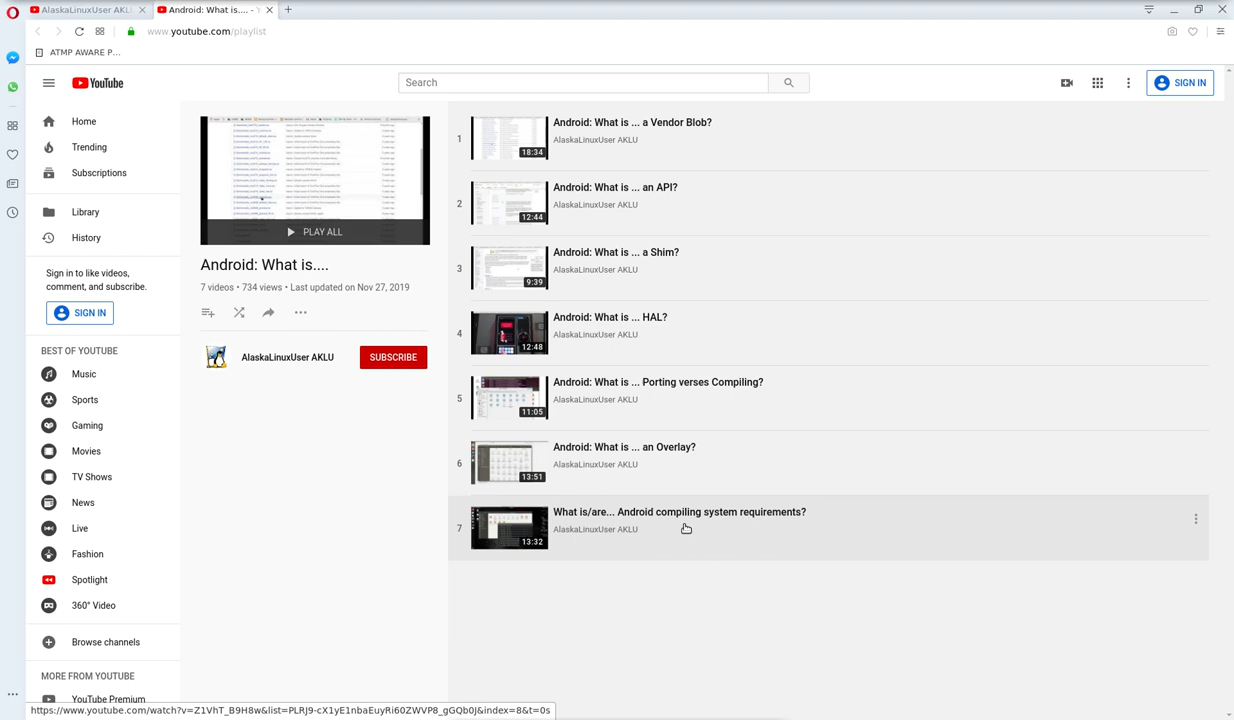 AlaskaLinuxUser AKL
Android: What is.... - Y
www.youtube.com/playlist
ATMP AWARE P...
YouTube
Search
SIGN IN
Home
Trending
Subscriptions
Library
History
Sign in to like videos,
comment, and subscribe.
SIGN IN
BEST OF YOUTUBE
Music
Sports
Gaming
Movies
TV Shows
News
Live
Fashion
Spotlight
360° Video
Browse channels
MORE FROM YOUTUBE
YouTube Premium
PLAY ALL
Android: What is....
7 videos • 734 views • Last updated on Nov 27, 2019
AlaskaLinuxUser AKLU
SUBSCRIBE
1
18:34
Android: What is ... a Vendor Blob?
AlaskaLinuxUser AKLU
2
12:44
Android: What is ... an API?
AlaskaLinuxUser AKLU
3
9:39
Android: What is ... a Shim?
AlaskaLinuxUser AKLU
4
12:48
Android: What is ... HAL?
AlaskaLinuxUser AKLU
5
11:05
Android: What is ... Porting verses Compiling?
AlaskaLinuxUser AKLU
6
13:51
Android: What is ... an Overlay?
AlaskaLinuxUser AKLU
7
13:32
What is/are... Android compiling system requirements?
AlaskaLinuxUser AKLU
https://www.youtube.com/watch?v=Z1VhT_B9H8w&list=PLRJ9-cX1yE1nbaEuyRi60ZWVP8_gGQb0J&index=8&t=0s